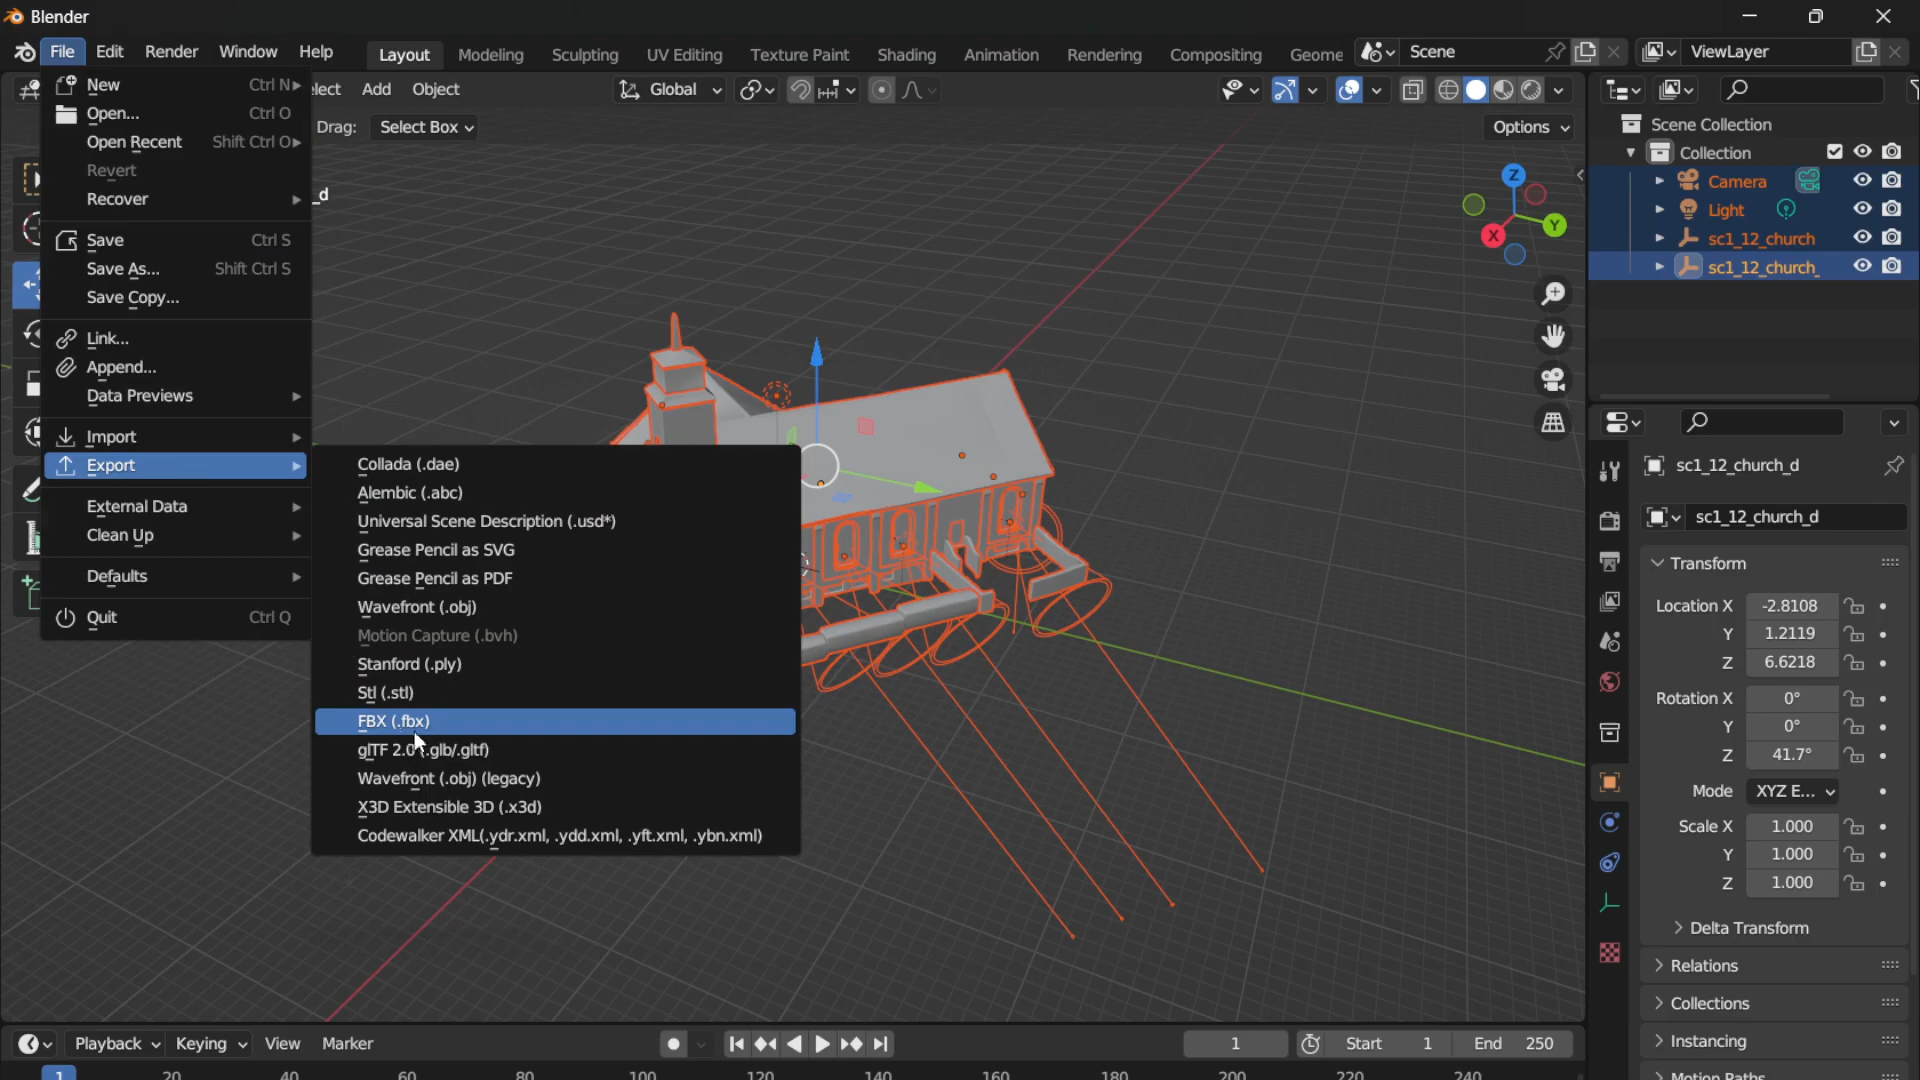 Blender
File Edit Render Window Help Layout Modeling Sculpting UV Editing Texture Paint Shading Animation Rendering Compositing Geome Scene ViewLayer
lect Add Object Global
Drag: Select Box Options
_d
New Ctrl N
Open... Ctrl O
Open Recent Shift Ctrl O
Revert
Recover
Save Ctrl S
Save As... Shift Ctrl S
Save Copy...
Link...
Append...
Data Previews
Import
Export
External Data
Clean Up
Defaults
Quit Ctrl Q
Collada (.dae)
Alembic (.abc)
Universal Scene Description (.usd*)
Grease Pencil as SVG
Grease Pencil as PDF
Wavefront (.obj)
Motion Capture (.bvh)
Stanford (.ply)
Stl (.stl)
FBX (.fbx)
glTF 2.0 (.glb/.gltf)
Wavefront (.obj) (legacy)
X3D Extensible 3D (.x3d)
Codewalker XML(.ydr.xml, .ydd.xml, .yft.xml, .ybn.xml)
Z
Y
X
Scene Collection
Collection
Camera
Light
sc1_12_church
sc1_12_church_
sc1_12_church_d
sc1_12_church_d
Transform
Location X -2.8108
Y 1.2119
Z 6.6218
Rotation X 0°
Y 0°
Z 41.7°
Mode XYZ E...
Scale X 1.000
Y 1.000
Z 1.000
Delta Transform
Relations
Collections
Instancing
Motion Paths
Playback Keying View Marker 1 Start 1 End 250
1 20 40 60 80 100 120 140 160 180 200 220 240